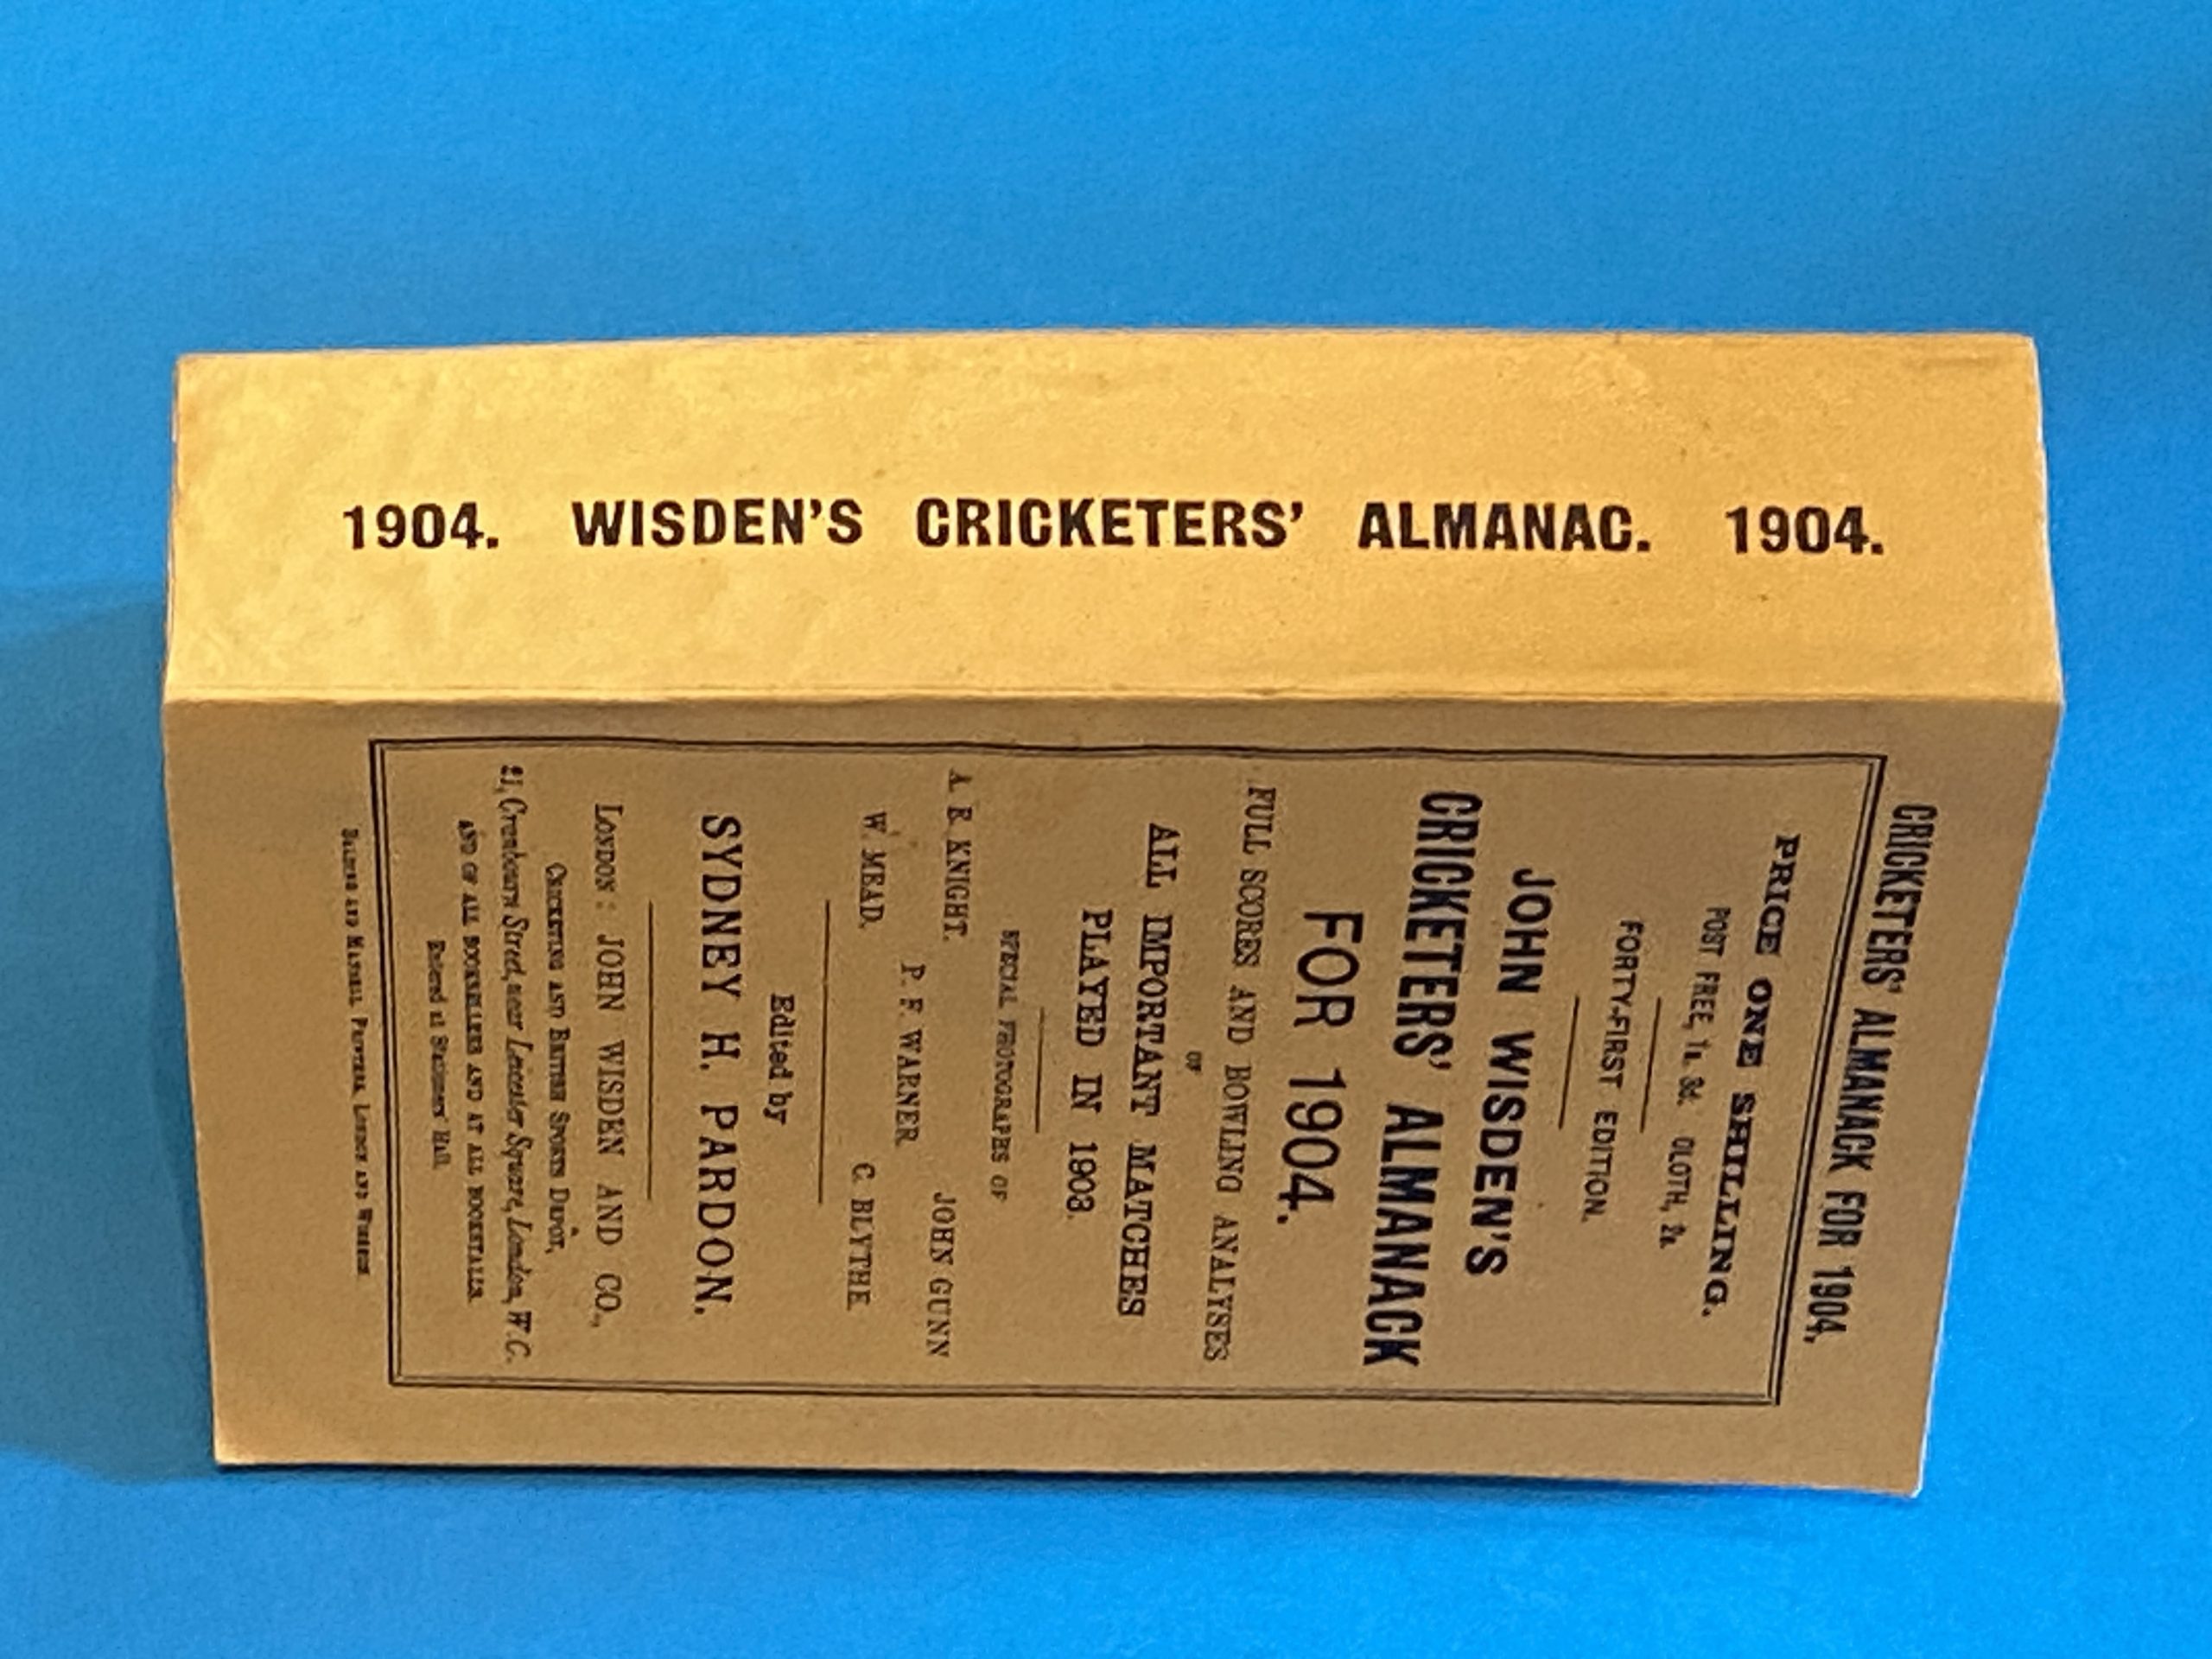 1904. WISDEN'S CRICKETERS' ALMANAC. 1904.
CRICKETERS' ALMANACK FOR 1904.
PRICE ONE SHILLING.
POST FREE, 1s. 3d. CLOTH, 2s.
FORTY-FIRST EDITION.
JOHN WISDEN'S
CRICKETERS' ALMANACK
FOR 1904.
FULL SCORES AND BOWLING ANALYSES
OF
ALL IMPORTANT MATCHES
PLAYED IN 1903.
SPECIAL PHOTOGRAPHS OF
A. E. KNIGHT. JOHN GUNN
P. F. WARNER
W. MEAD. C. BLYTHE
Edited by
SYDNEY H. PARDON.
LONDON: JOHN WISDEN AND CO.,
CRICKETING AND BRITISH SPORTS DEPÔT,
21, Cranbourn Street, near Leicester Square, London, W.C.
AND OF ALL BOOKSELLERS AND AT ALL BOOKSTALLS.
Entered at Stationers' Hall.
PRINTERS, LONDON AND